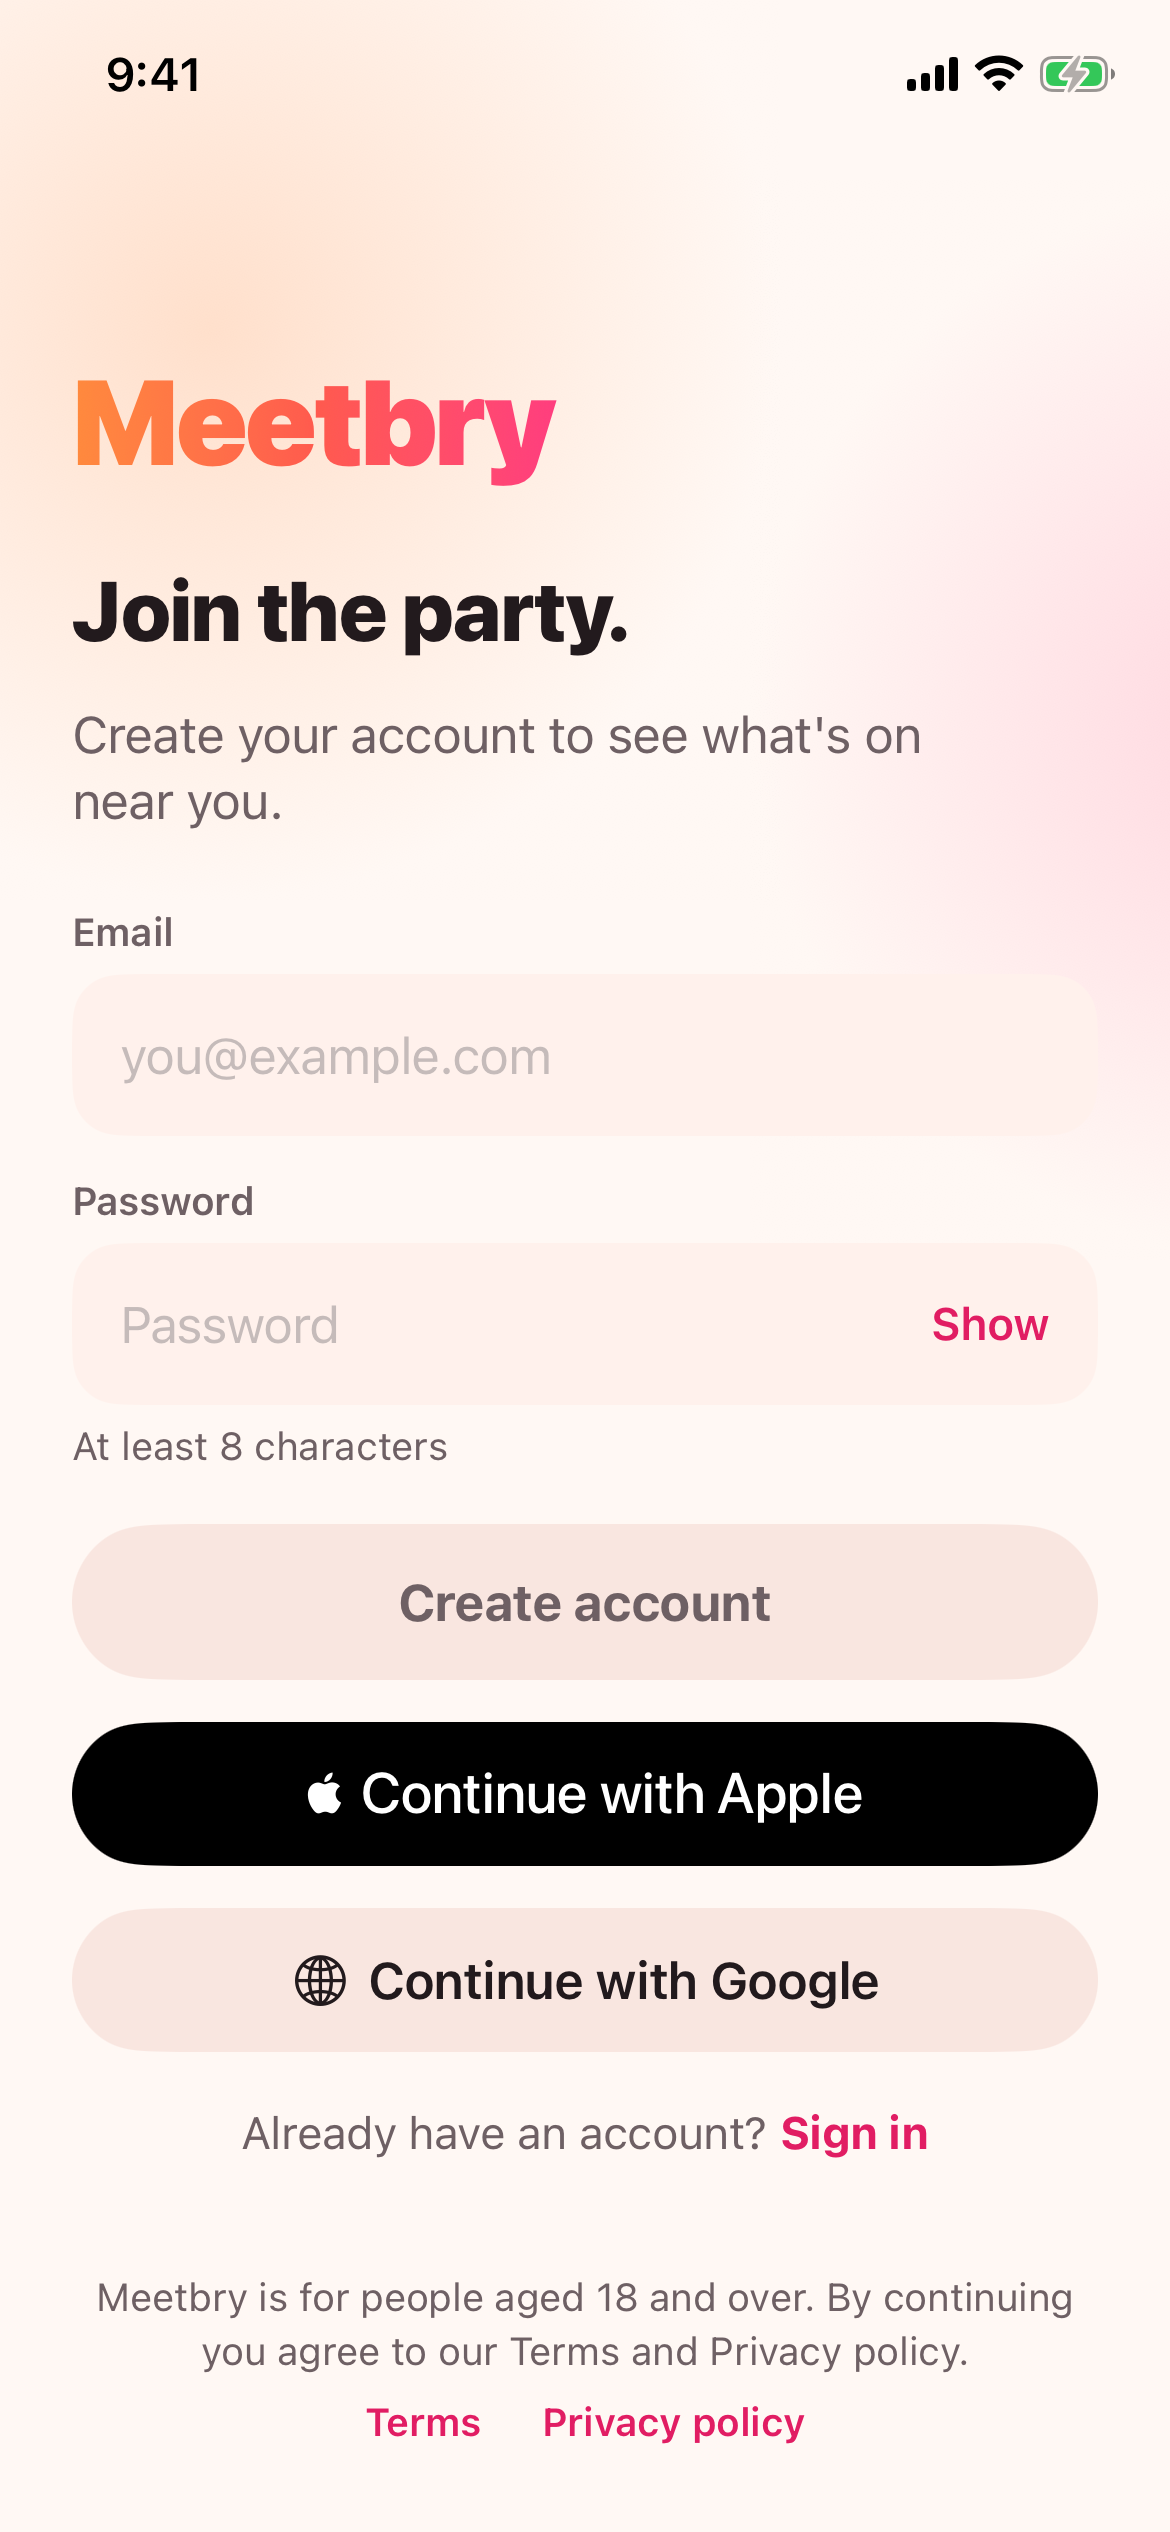 9:41
Meetbry
Join the party.
Create your account to see what's on
near you.
Email
you@example.com
Password
Password
Show
At least 8 characters
Create account
Continue with Apple
Continue with Google
Already have an account? Sign in
Meetbry is for people aged 18 and over. By continuing
you agree to our Terms and Privacy policy.
Terms Privacy policy